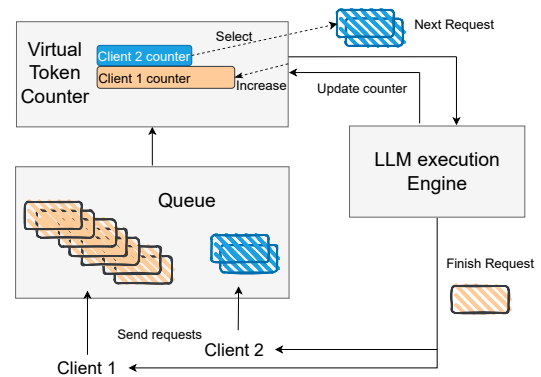 Virtual
Token
Counter
Client 2 counter
Client 1 counter
Select
Increase
Next Request
Update counter
LLM execution
Engine
Queue
Finish Request
Send requests
Client 2
Client 1